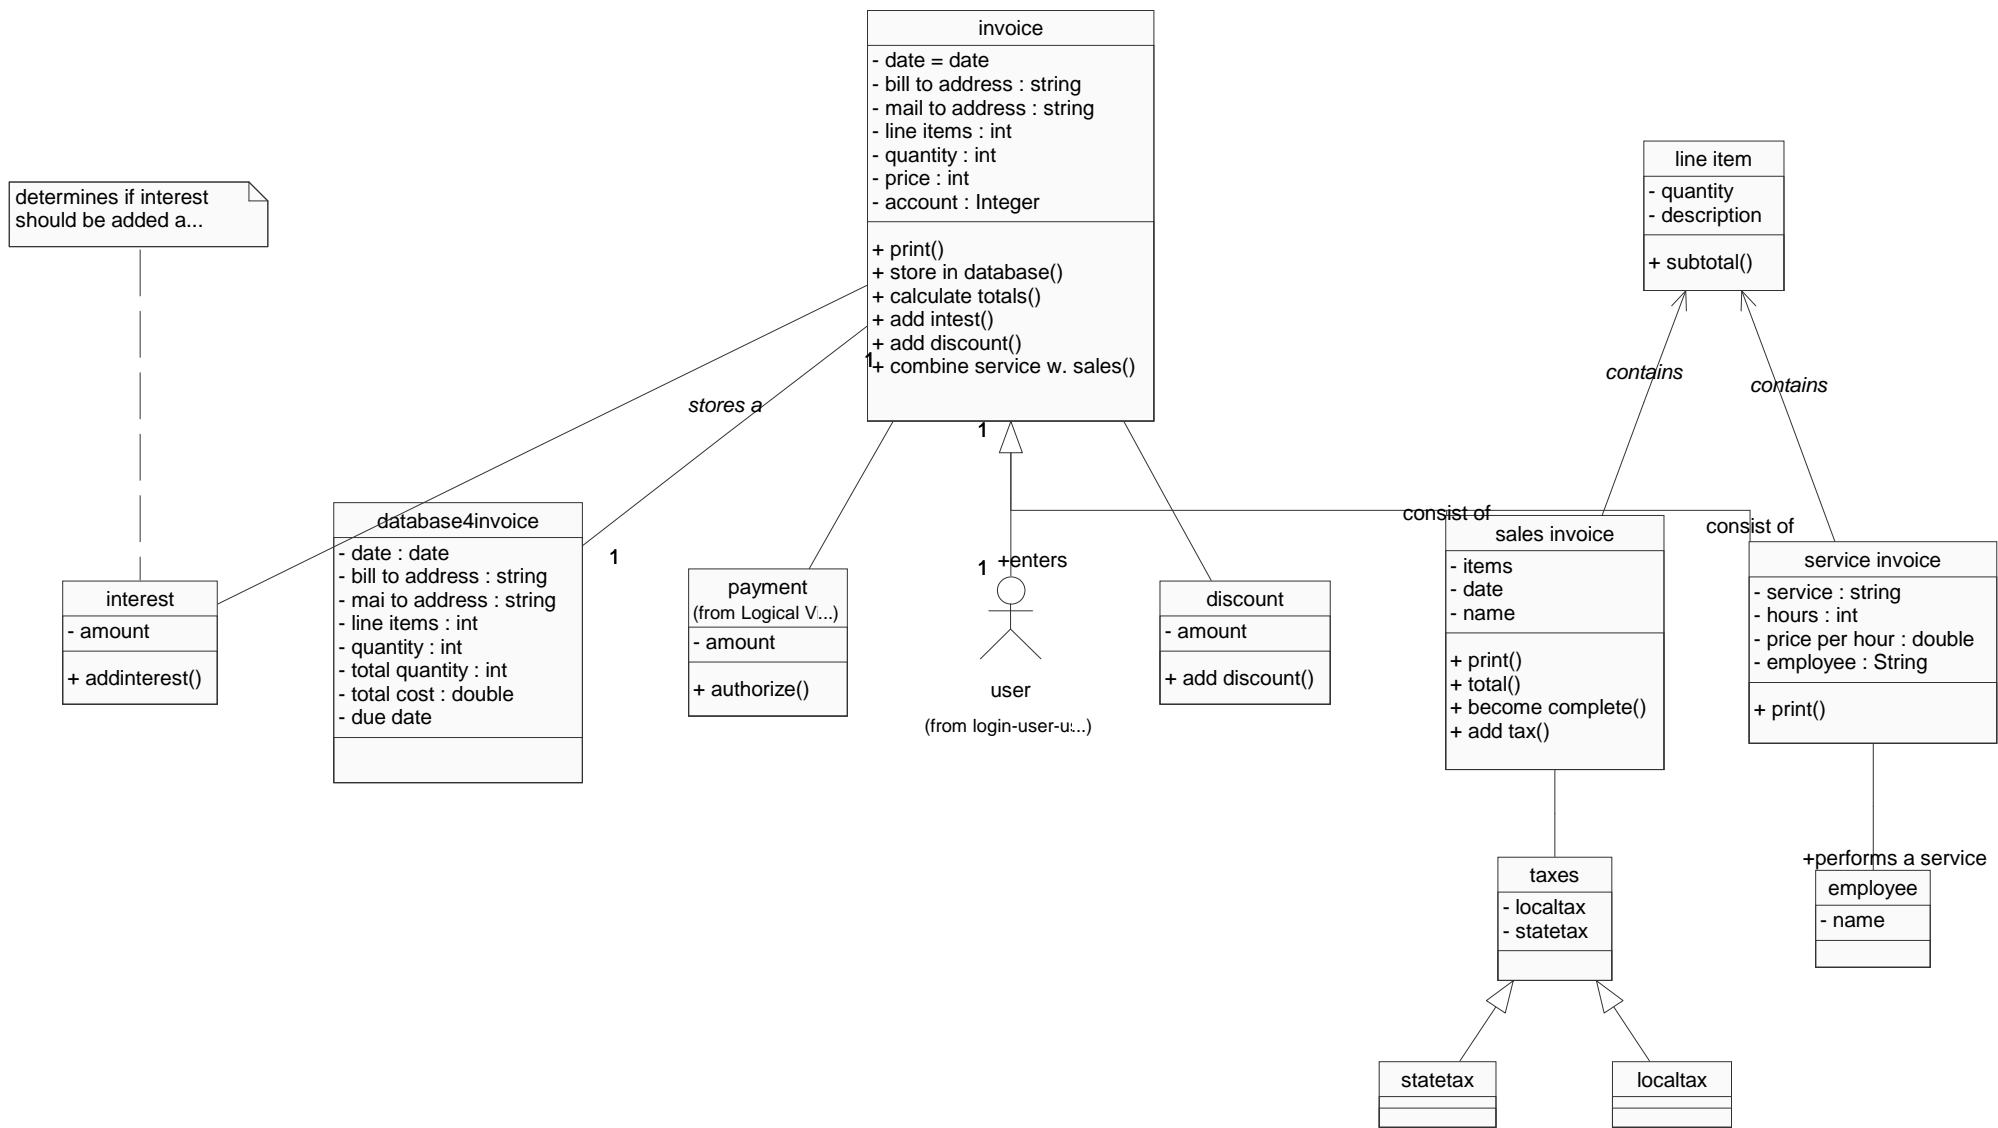 invoice
- date = date
- bill to address : string
- mail to address : string
- line items : int
- quantity : int
- price : int
- account : Integer
+ print()
+ store in database()
+ calculate totals()
+ add intest()
+ add discount()
+ combine service w. sales()
line item
- quantity
- description
+ subtotal()
determines if interest
should be added a...
contains
contains
1
stores a
1
1
consist of
consist of
1
+enters
interest
- amount
+ addinterest()
database4invoice
- date : date
- bill to address : string
- mai to address : string
- line items : int
- quantity : int
- total quantity : int
- total cost : double
- due date
payment
(from Logical Vi...)
- amount
+ authorize()
user
(from login-user-u...)
discount
- amount
+ add discount()
sales invoice
- items
- date
- name
+ print()
+ total()
+ become complete()
+ add tax()
service invoice
- service : string
- hours : int
- price per hour : double
- employee : String
+ print()
+performs a service
taxes
- localtax
- statetax
employee
- name
statetax
localtax